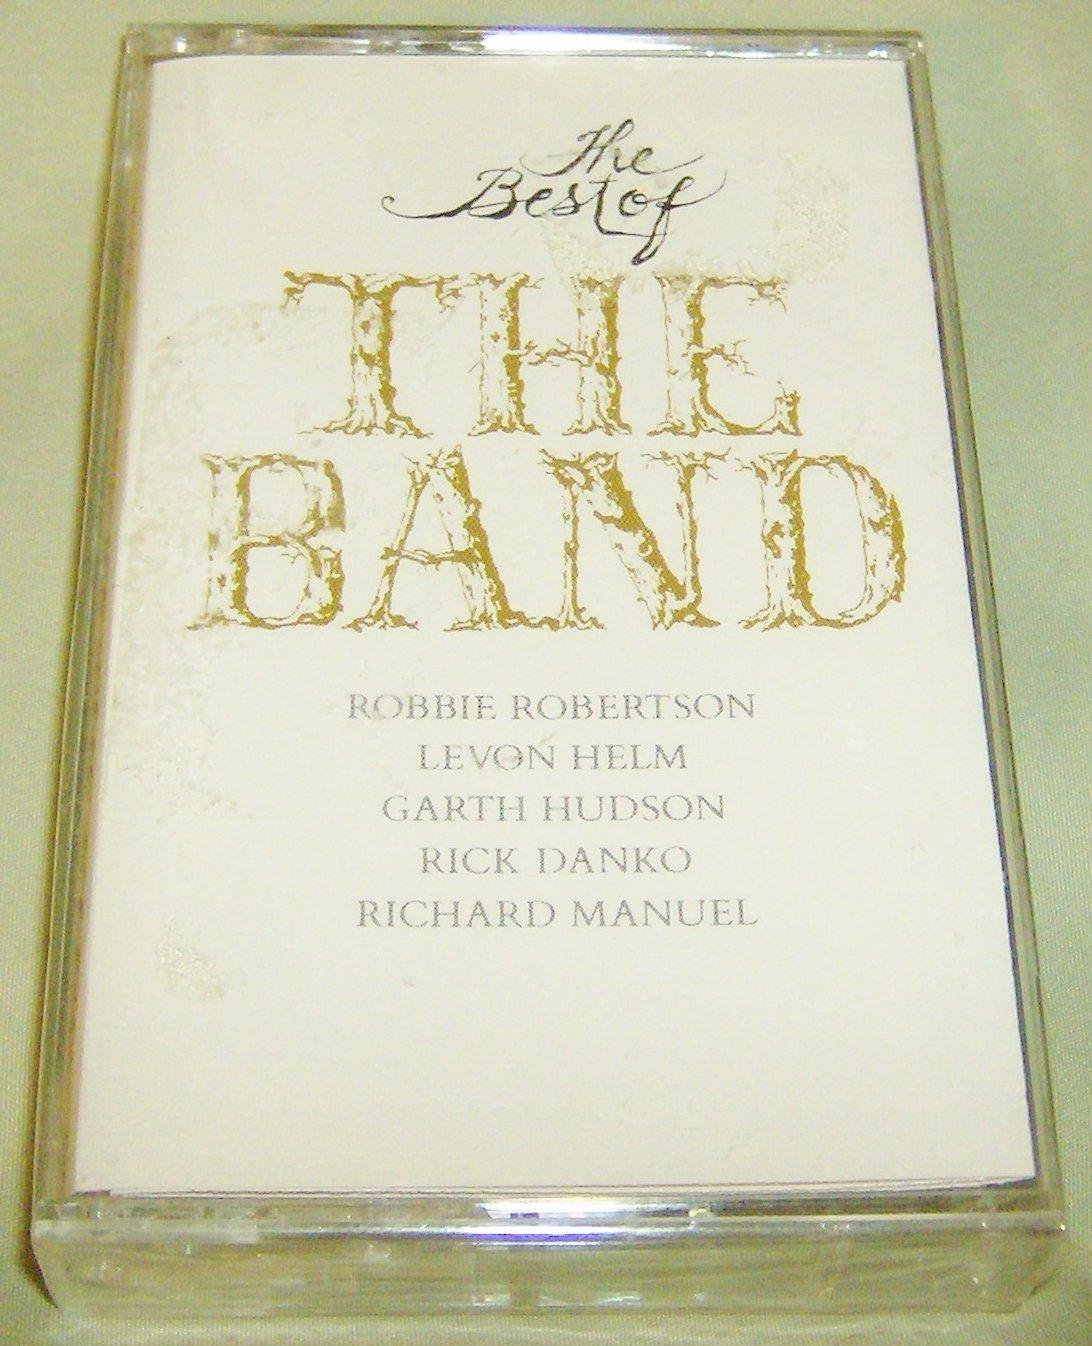 The
Best of
THE
BAND
ROBBIE ROBERTSON
LEVON HELM
GARTH HUDSON
RICK DANKO
RICHARD MANUEL